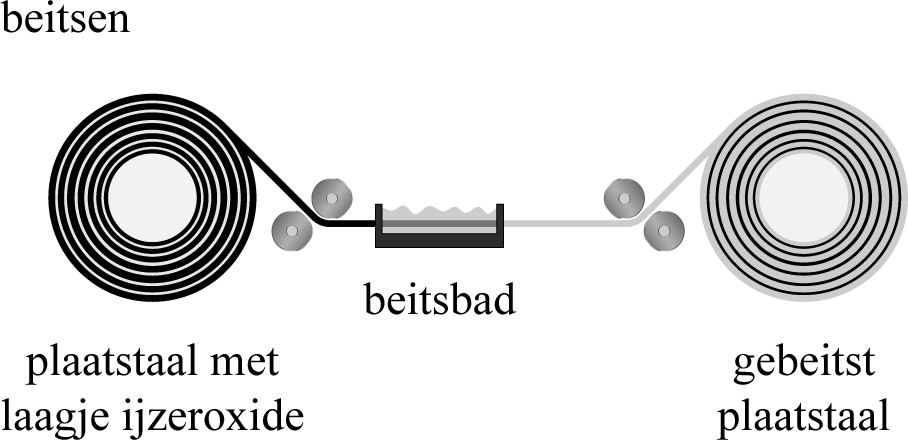 beitsen
beitsbad
plaatstaal met
laagje ijzeroxide
gebeitst
plaatstaal